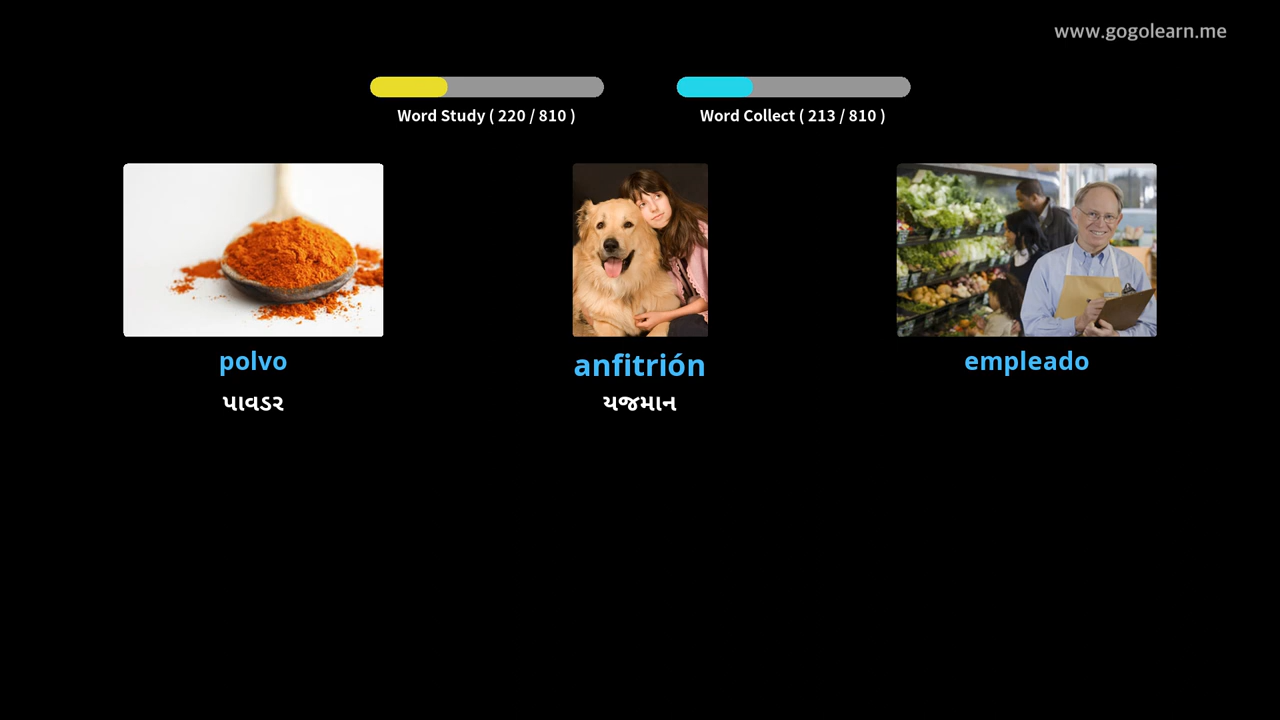 www.gogolearn.me
Word Study ( 220 / 810 )
Word Collect ( 213 / 810 )
polvo
anfitrión
empleado
પાવડર
યજમાન